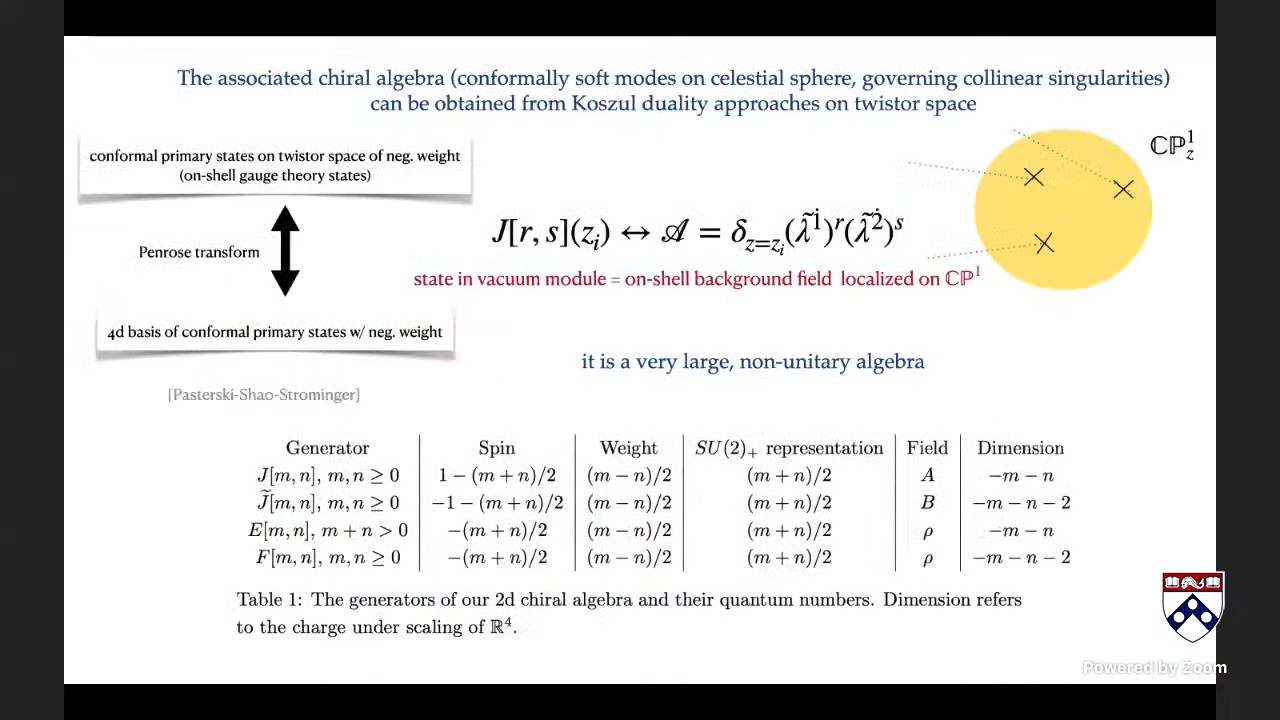 The associated chiral algebra (conformally soft modes on celestial sphere, governing collinear singularities)
can be obtained from Koszul duality approaches on twistor space
conformal primary states on twistor space of neg. weight
(on-shell gauge theory states)
Penrose transform
4d basis of conformal primary states w/ neg. weight
[Pasterski-Shao-Strominger]
J[r, s](z_i) ↔ 𝒜 = δ_{z=z_i}(λ̃^{1̇})^r(λ̃^{2̇})^s
state in vacuum module = on-shell background field localized on ℂℙ¹
ℂℙ¹_z
it is a very large, non-unitary algebra
Generator Spin Weight SU(2)₊ representation Field Dimension
J[m, n], m, n ≥ 0 1 − (m + n)/2 (m − n)/2 (m + n)/2 A −m − n
J̃[m, n], m, n ≥ 0 −1 − (m + n)/2 (m − n)/2 (m + n)/2 B −m − n − 2
E[m, n], m + n > 0 −(m + n)/2 (m − n)/2 (m + n)/2 ρ −m − n
F[m, n], m, n ≥ 0 −(m + n)/2 (m − n)/2 (m + n)/2 ρ −m − n − 2
Table 1: The generators of our 2d chiral algebra and their quantum numbers. Dimension refers
to the charge under scaling of ℝ⁴.
Powered by Zoom